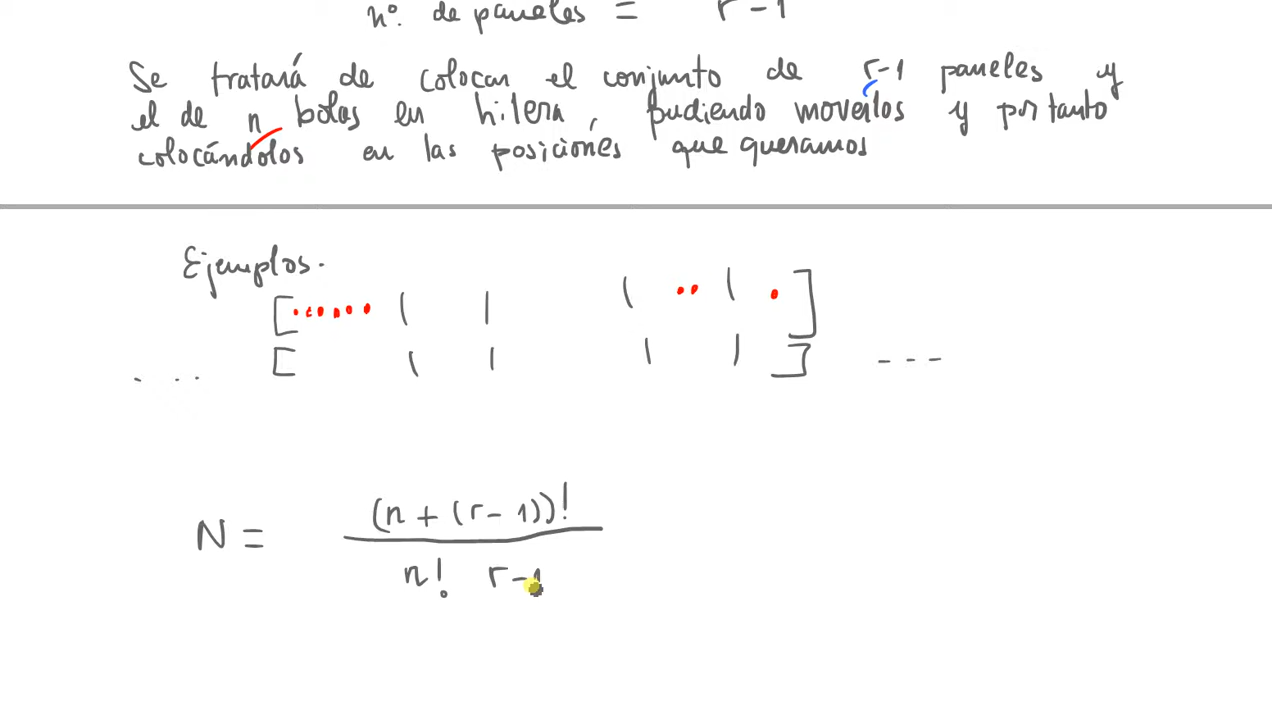 nº. de paneles = r-1
Se tratará de colocar el conjunto de r-1 paneles y
el de n bolas en hilera, pudiendo moverlos y por tanto
colocándolos en las posiciones que queramos
Ejemplos.
[...... | | | .. | . ]
... [ | | | | ] ---
N ≡ (n + (r-1))! / n! r-1